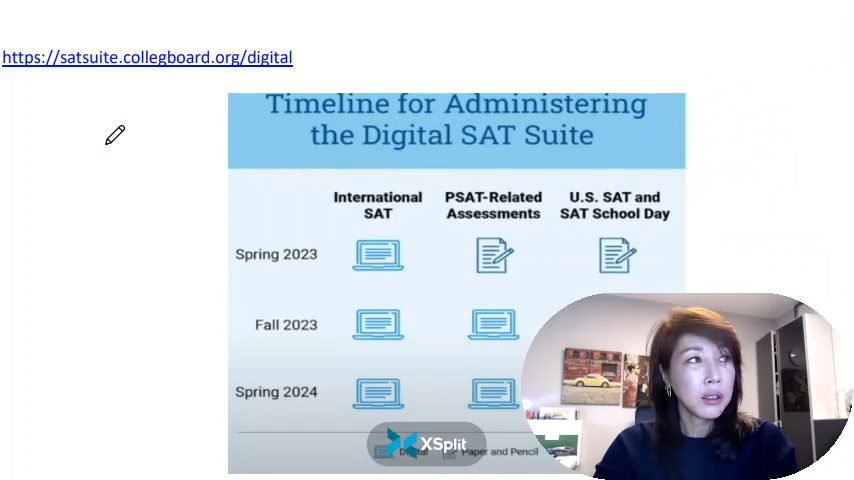 https://satsuite.collegboard.org/digital
Timeline for Administering
the Digital SAT Suite
International
SAT
PSAT-Related
Assessments
U.S. SAT and
SAT School Day
Spring 2023
Fall 2023
Spring 2024
XSplit
Paper and Pencil